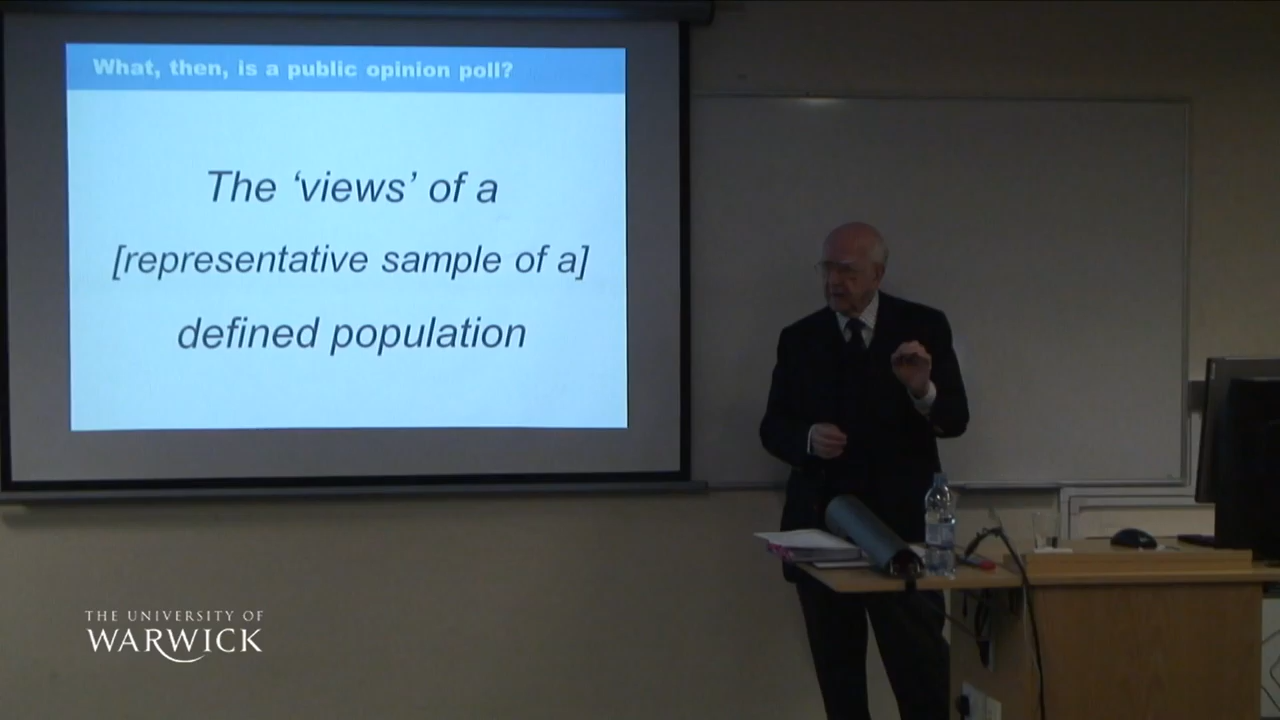 What, then, is a public opinion poll?
The ‘views’ of a
[representative sample of a]
defined population
THE UNIVERSITY OF
WARWICK